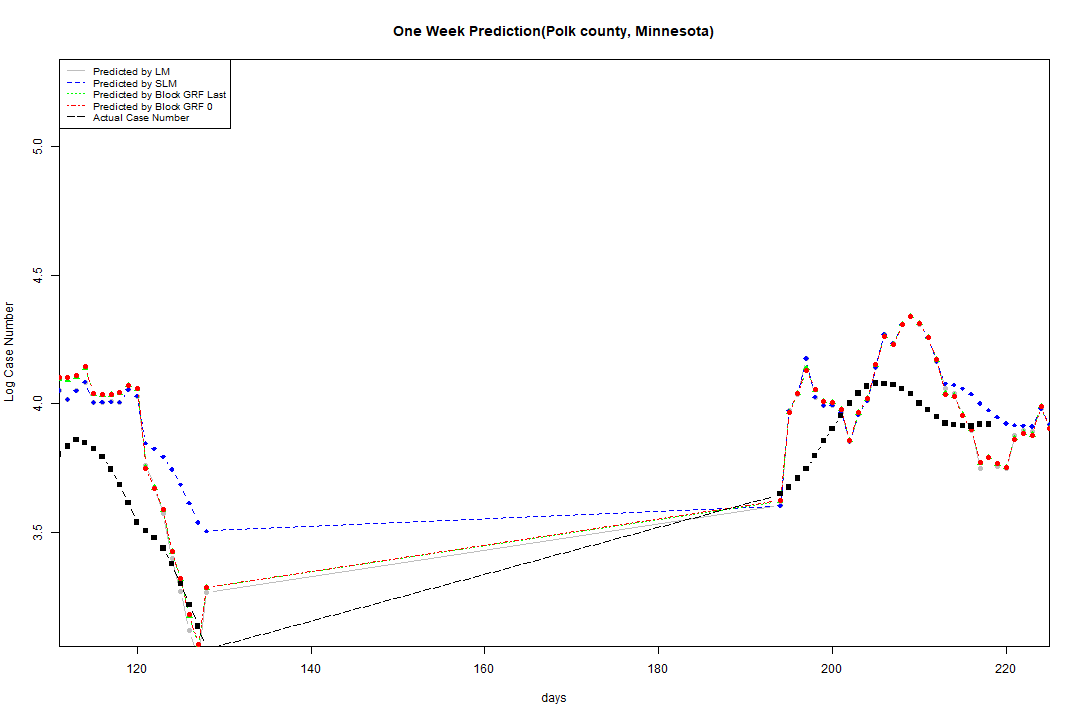 One Week Prediction(Polk county, Minnesota)
Predicted by LM
Predicted by SLM
Predicted by Block GRF Last
Predicted by Block GRF 0
Actual Case Number
5.0
4.5
4.0
3.5
Log Case Number
120 140 160 180 200 220
days